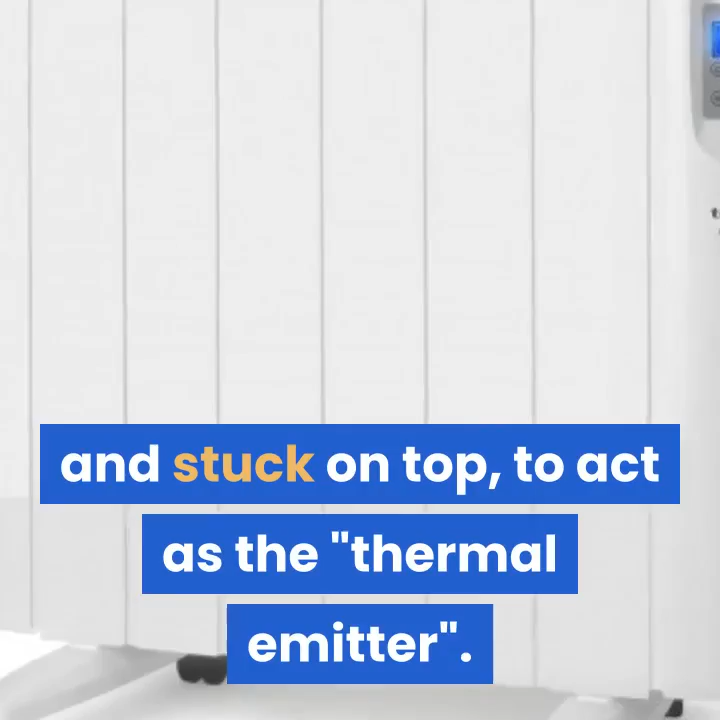 and stuck on top, to act
as the "thermal
emitter".